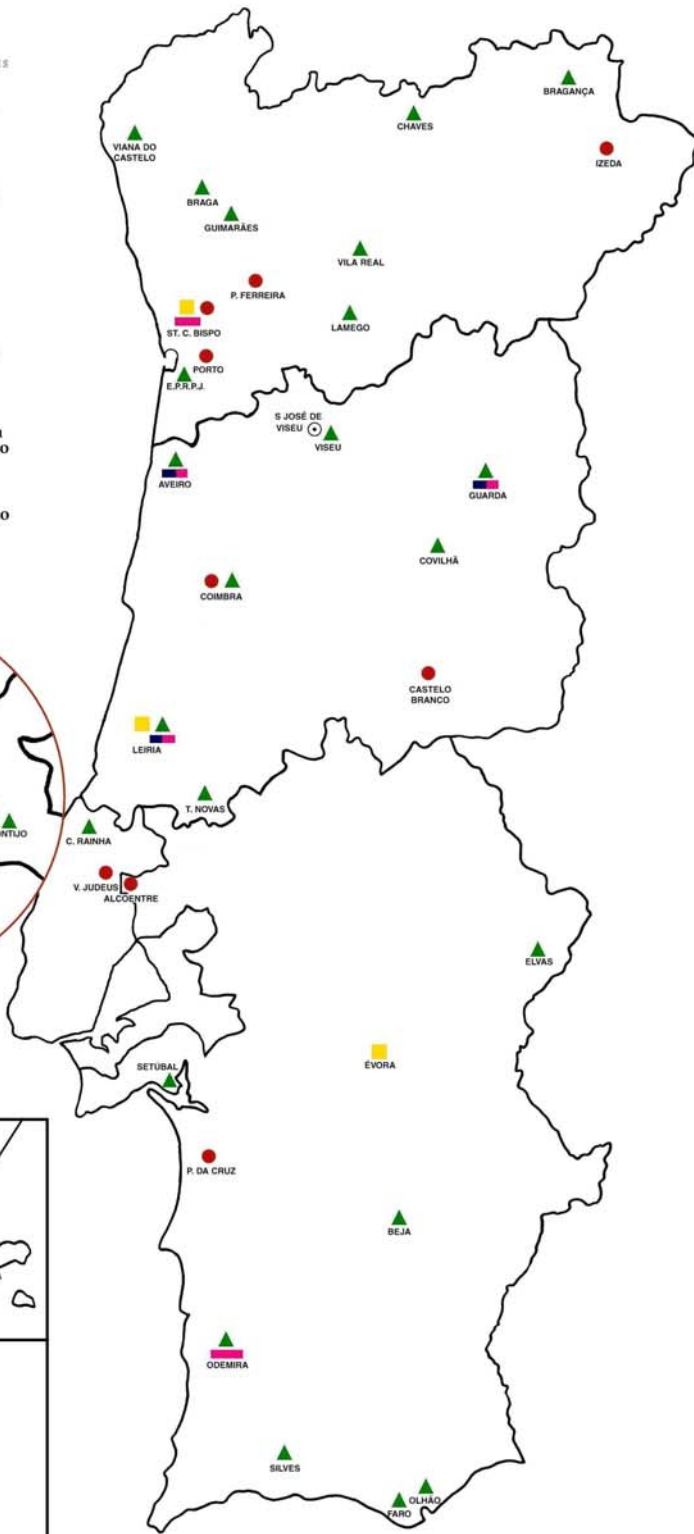 BRAGANÇA
CHAVES
VIANA DO
CASTELO
IZEDA
BRAGA
GUIMARÃES
VILA REAL
P. FERREIRA
LAMEGO
ST. C. BISPO
PORTO
E.P.R.P.J.
S JOSÉ DE
VISEU
VISEU
AVEIRO
GUARDA
COVILHÃ
COIMBRA
CASTELO
BRANCO
LEIRIA
T. NOVAS
NTIJO
C. RAINHA
V. JUDEUS
ALCOENTRE
ELVAS
ÉVORA
SETÚBAL
P. DA CRUZ
BEJA
ODEMIRA
SILVES
OLHÃO
FARO